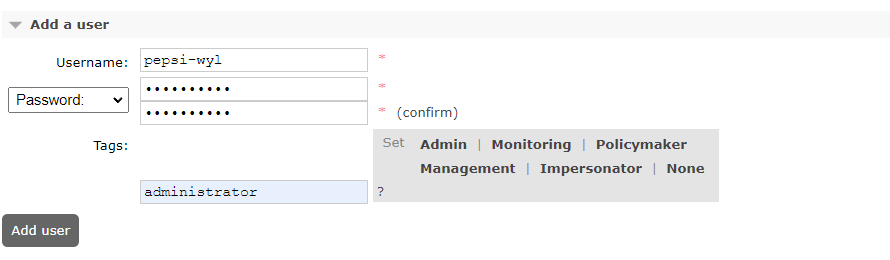 Add a user
Username: pepsi-wyl *
Password: •••••••••• *
•••••••••• * (confirm)
Tags: Set Admin | Monitoring | Policymaker
Management | Impersonator | None
administrator ?
Add user